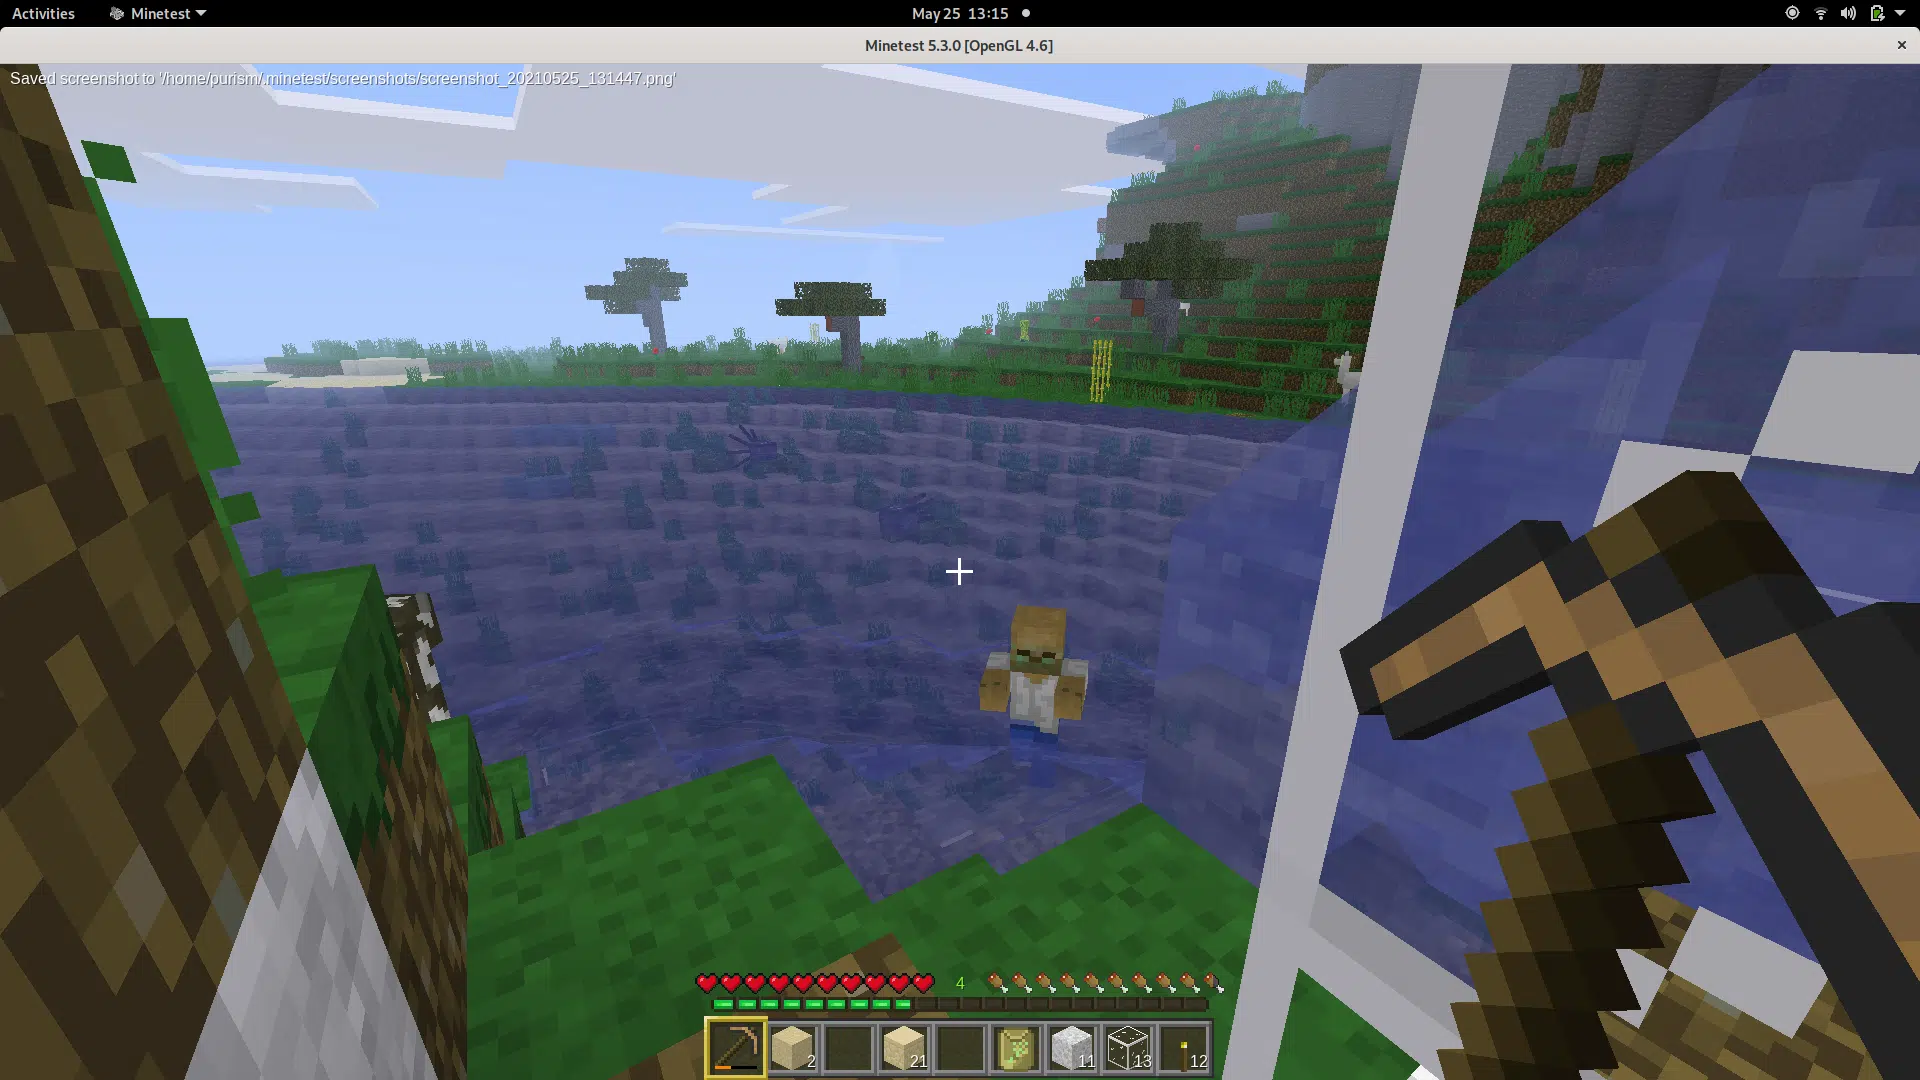 Activities
Minetest
May 25 13:15
Minetest 5.3.0 [OpenGL 4.6]
Saved screenshot to '/home/purism/.minetest/screenshots/screenshot_20210525_131447.png'
4
2
21
11
13
12